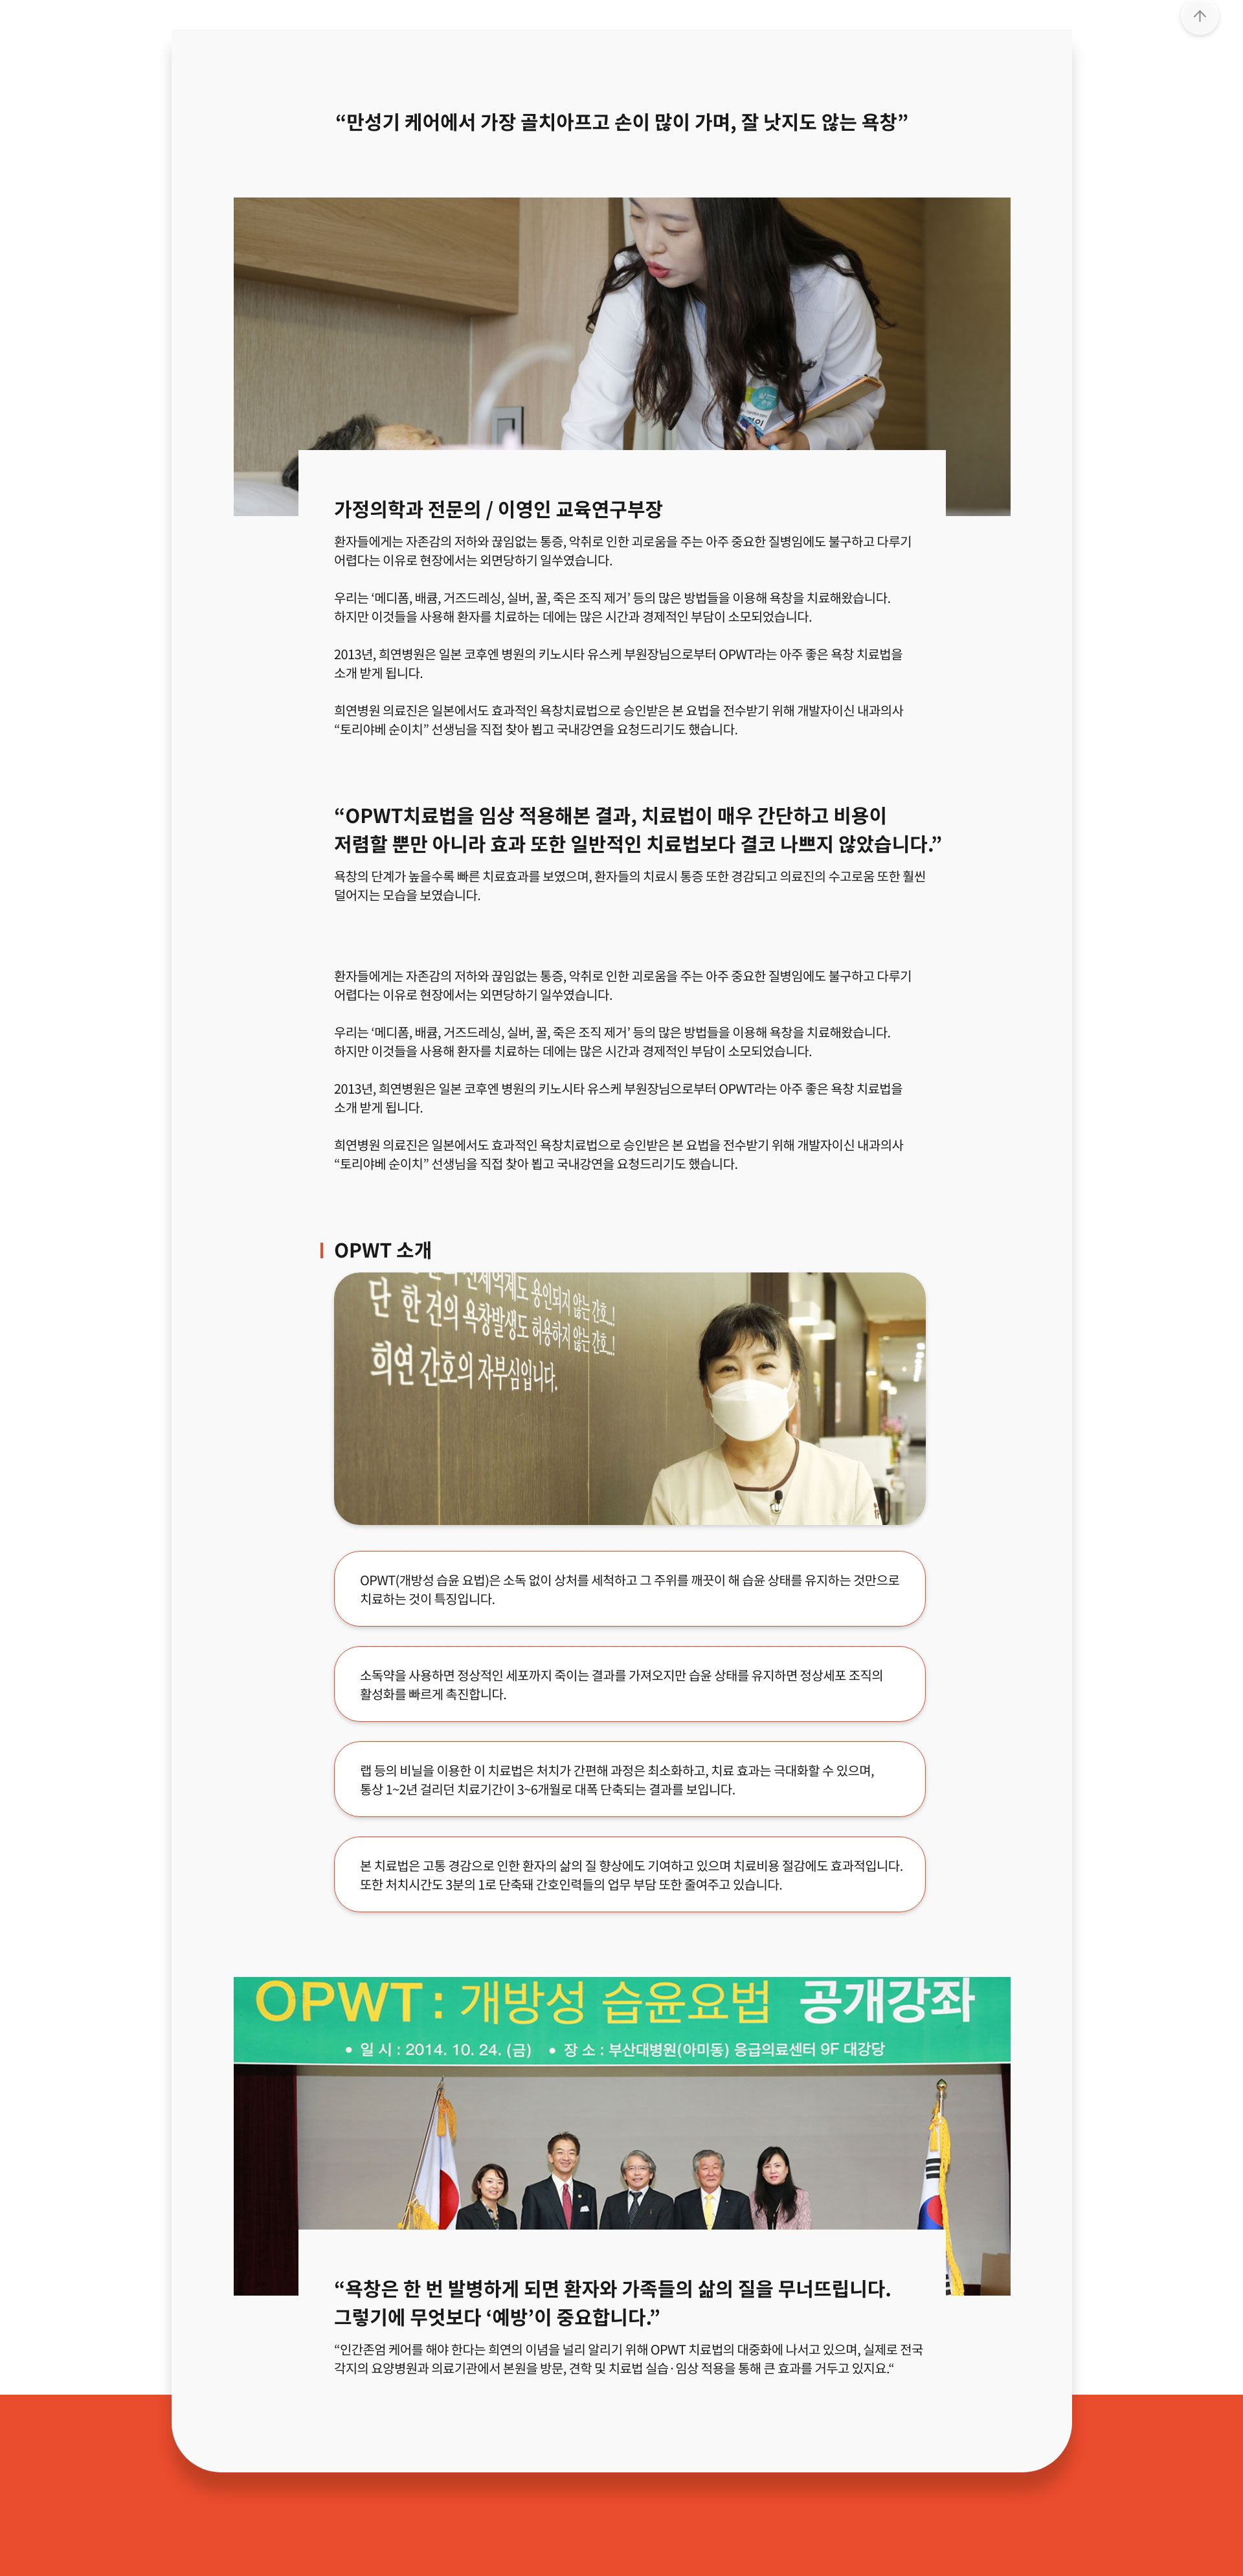 “만성기 케어에서 가장 골치아프고 손이 많이 가며, 잘 낫지도 않는 욕창”
가정의학과 전문의 / 이영인 교육연구부장
환자들에게는 자존감의 저하와 끊임없는 통증, 악취로 인한 괴로움을 주는 아주 중요한 질병임에도 불구하고 다루기
어렵다는 이유로 현장에서는 외면당하기 일쑤였습니다.
우리는 ‘메디폼, 배큠, 거즈드레싱, 실버, 꿀, 죽은 조직 제거’ 등의 많은 방법들을 이용해 욕창을 치료해왔습니다.
하지만 이것들을 사용해 환자를 치료하는 데에는 많은 시간과 경제적인 부담이 소모되었습니다.
2013년, 희연병원은 일본 코후엔 병원의 키노시타 유스케 부원장님으로부터 OPWT라는 아주 좋은 욕창 치료법을
소개 받게 됩니다.
희연병원 의료진은 일본에서도 효과적인 욕창치료법으로 승인받은 본 요법을 전수받기 위해 개발자이신 내과의사
“토리야베 순이치” 선생님을 직접 찾아 뵙고 국내강연을 요청드리기도 했습니다.
“OPWT치료법을 임상 적용해본 결과, 치료법이 매우 간단하고 비용이
저렴할 뿐만 아니라 효과 또한 일반적인 치료법보다 결코 나쁘지 않았습니다.”
욕창의 단계가 높을수록 빠른 치료효과를 보였으며, 환자들의 치료시 통증 또한 경감되고 의료진의 수고로움 또한 훨씬
덜어지는 모습을 보였습니다.
환자들에게는 자존감의 저하와 끊임없는 통증, 악취로 인한 괴로움을 주는 아주 중요한 질병임에도 불구하고 다루기
어렵다는 이유로 현장에서는 외면당하기 일쑤였습니다.
우리는 ‘메디폼, 배큠, 거즈드레싱, 실버, 꿀, 죽은 조직 제거’ 등의 많은 방법들을 이용해 욕창을 치료해왔습니다.
하지만 이것들을 사용해 환자를 치료하는 데에는 많은 시간과 경제적인 부담이 소모되었습니다.
2013년, 희연병원은 일본 코후엔 병원의 키노시타 유스케 부원장님으로부터 OPWT라는 아주 좋은 욕창 치료법을
소개 받게 됩니다.
희연병원 의료진은 일본에서도 효과적인 욕창치료법으로 승인받은 본 요법을 전수받기 위해 개발자이신 내과의사
“토리야베 순이치” 선생님을 직접 찾아 뵙고 국내강연을 요청드리기도 했습니다.
OPWT 소개
신체억제도 용인되지 않는 간호...!
단 한 건의 욕창발생도 허용하지 않는 간호...!
희연 간호의 자부심입니다.
OPWT(개방성 습윤 요법)은 소독 없이 상처를 세척하고 그 주위를 깨끗이 해 습윤 상태를 유지하는 것만으로
치료하는 것이 특징입니다.
소독약을 사용하면 정상적인 세포까지 죽이는 결과를 가져오지만 습윤 상태를 유지하면 정상세포 조직의
활성화를 빠르게 촉진합니다.
랩 등의 비닐을 이용한 이 치료법은 처치가 간편해 과정은 최소화하고, 치료 효과는 극대화할 수 있으며,
통상 1~2년 걸리던 치료기간이 3~6개월로 대폭 단축되는 결과를 보입니다.
본 치료법은 고통 경감으로 인한 환자의 삶의 질 향상에도 기여하고 있으며 치료비용 절감에도 효과적입니다.
또한 처치시간도 3분의 1로 단축돼 간호인력들의 업무 부담 또한 줄여주고 있습니다.
OPWT : 개방성 습윤요법 공개강좌
• 일 시 : 2014. 10. 24. (금) • 장 소 : 부산대병원(아미동) 응급의료센터 9F 대강당
“욕창은 한 번 발병하게 되면 환자와 가족들의 삶의 질을 무너뜨립니다.
그렇기에 무엇보다 ‘예방’이 중요합니다.”
“인간존엄 케어를 해야 한다는 희연의 이념을 널리 알리기 위해 OPWT 치료법의 대중화에 나서고 있으며, 실제로 전국
각지의 요양병원과 의료기관에서 본원을 방문, 견학 및 치료법 실습·임상 적용을 통해 큰 효과를 거두고 있지요.“